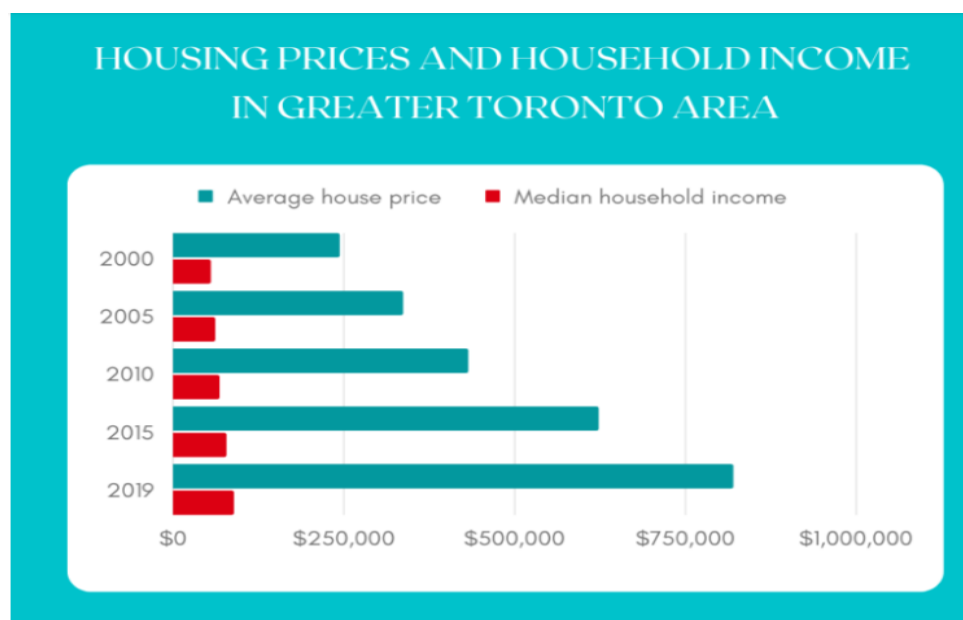 HOUSING PRICES AND HOUSEHOLD INCOME
IN GREATER TORONTO AREA
Average house price Median household income
2000
2005
2010
2015
2019
$0 $250,000 $500,000 $750,000 $1,000,000